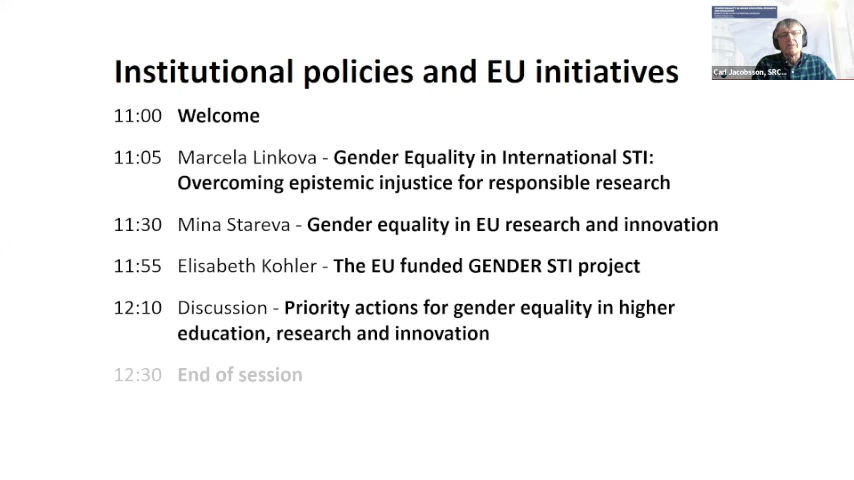 Institutional policies and EU initiatives
11:00 Welcome
11:05 Marcela Linkova - Gender Equality in International STI:
Overcoming epistemic injustice for responsible research
11:30 Mina Stareva - Gender equality in EU research and innovation
11:55 Elisabeth Kohler - The EU funded GENDER STI project
12:10 Discussion - Priority actions for gender equality in higher
education, research and innovation
12:30 End of session
Carl Jacobsson, SRC...